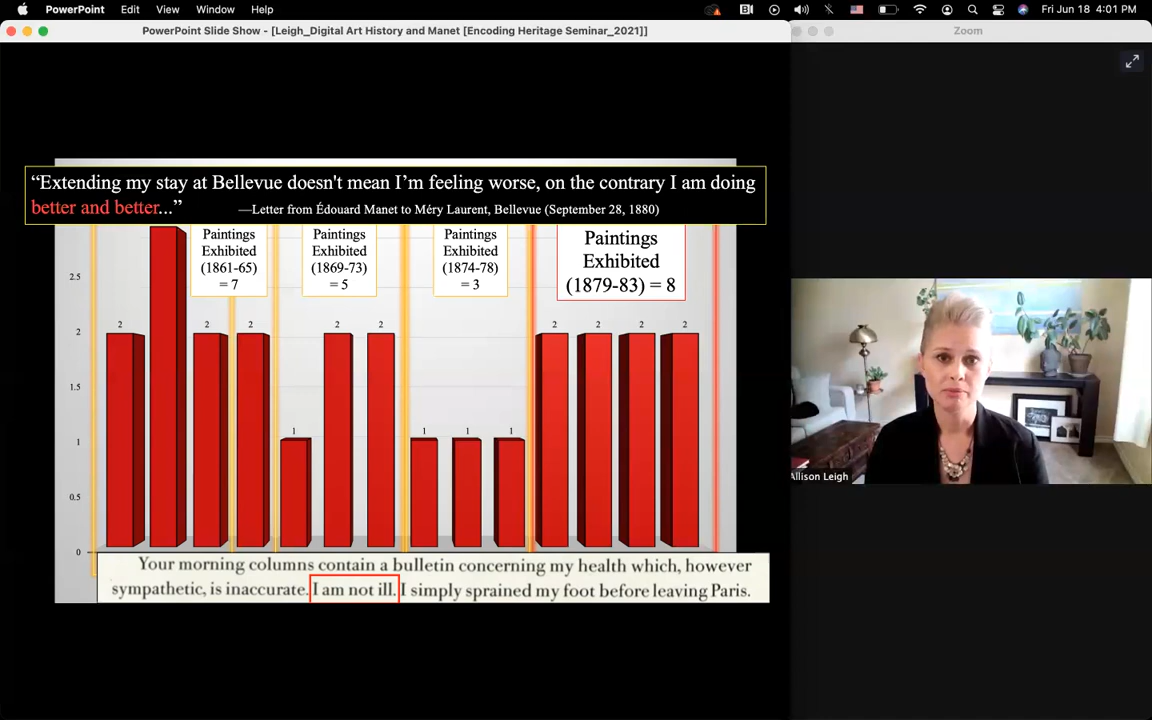 PowerPoint Edit View Window Help Fri Jun 18 4:01 PM
PowerPoint Slide Show - [Leigh_Digital Art History and Manet [Encoding Heritage Seminar_2021]]
Zoom
“Extending my stay at Bellevue doesn't mean I’m feeling worse, on the contrary I am doing
better and better...”
—Letter from Édouard Manet to Méry Laurent, Bellevue (September 28, 1880)
Paintings
Exhibited
(1861-65)
= 7
Paintings
Exhibited
(1869-73)
= 5
Paintings
Exhibited
(1874-78)
= 3
Paintings
Exhibited
(1879-83) = 8
2.5
2
1.5
1
0.5
0
2 2 2 2 2 2 2 2 2
1 1 1 1
Allison Leigh
Your morning columns contain a bulletin concerning my health which, however
sympathetic, is inaccurate. I am not ill. I simply sprained my foot before leaving Paris.